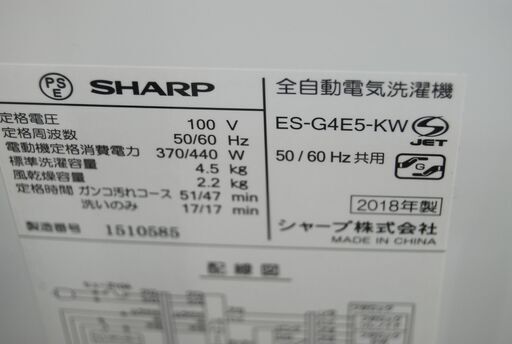 PS
E
SHARP
全自動電気洗濯機
定格電圧 100 V
定格周波数 50/60 Hz
電動機定格消費電力 370/440 W
標準洗濯容量 4.5 kg
風乾燥容量 2.2 kg
定格時間 ガンコ汚れコース 51/47 min
洗いのみ 17/17 min
製造番号 1510585
ES-G4E5-KW
JET
50/60 Hz 共用
G
2018年製
シャープ株式会社
MADE IN CHINA
配線図